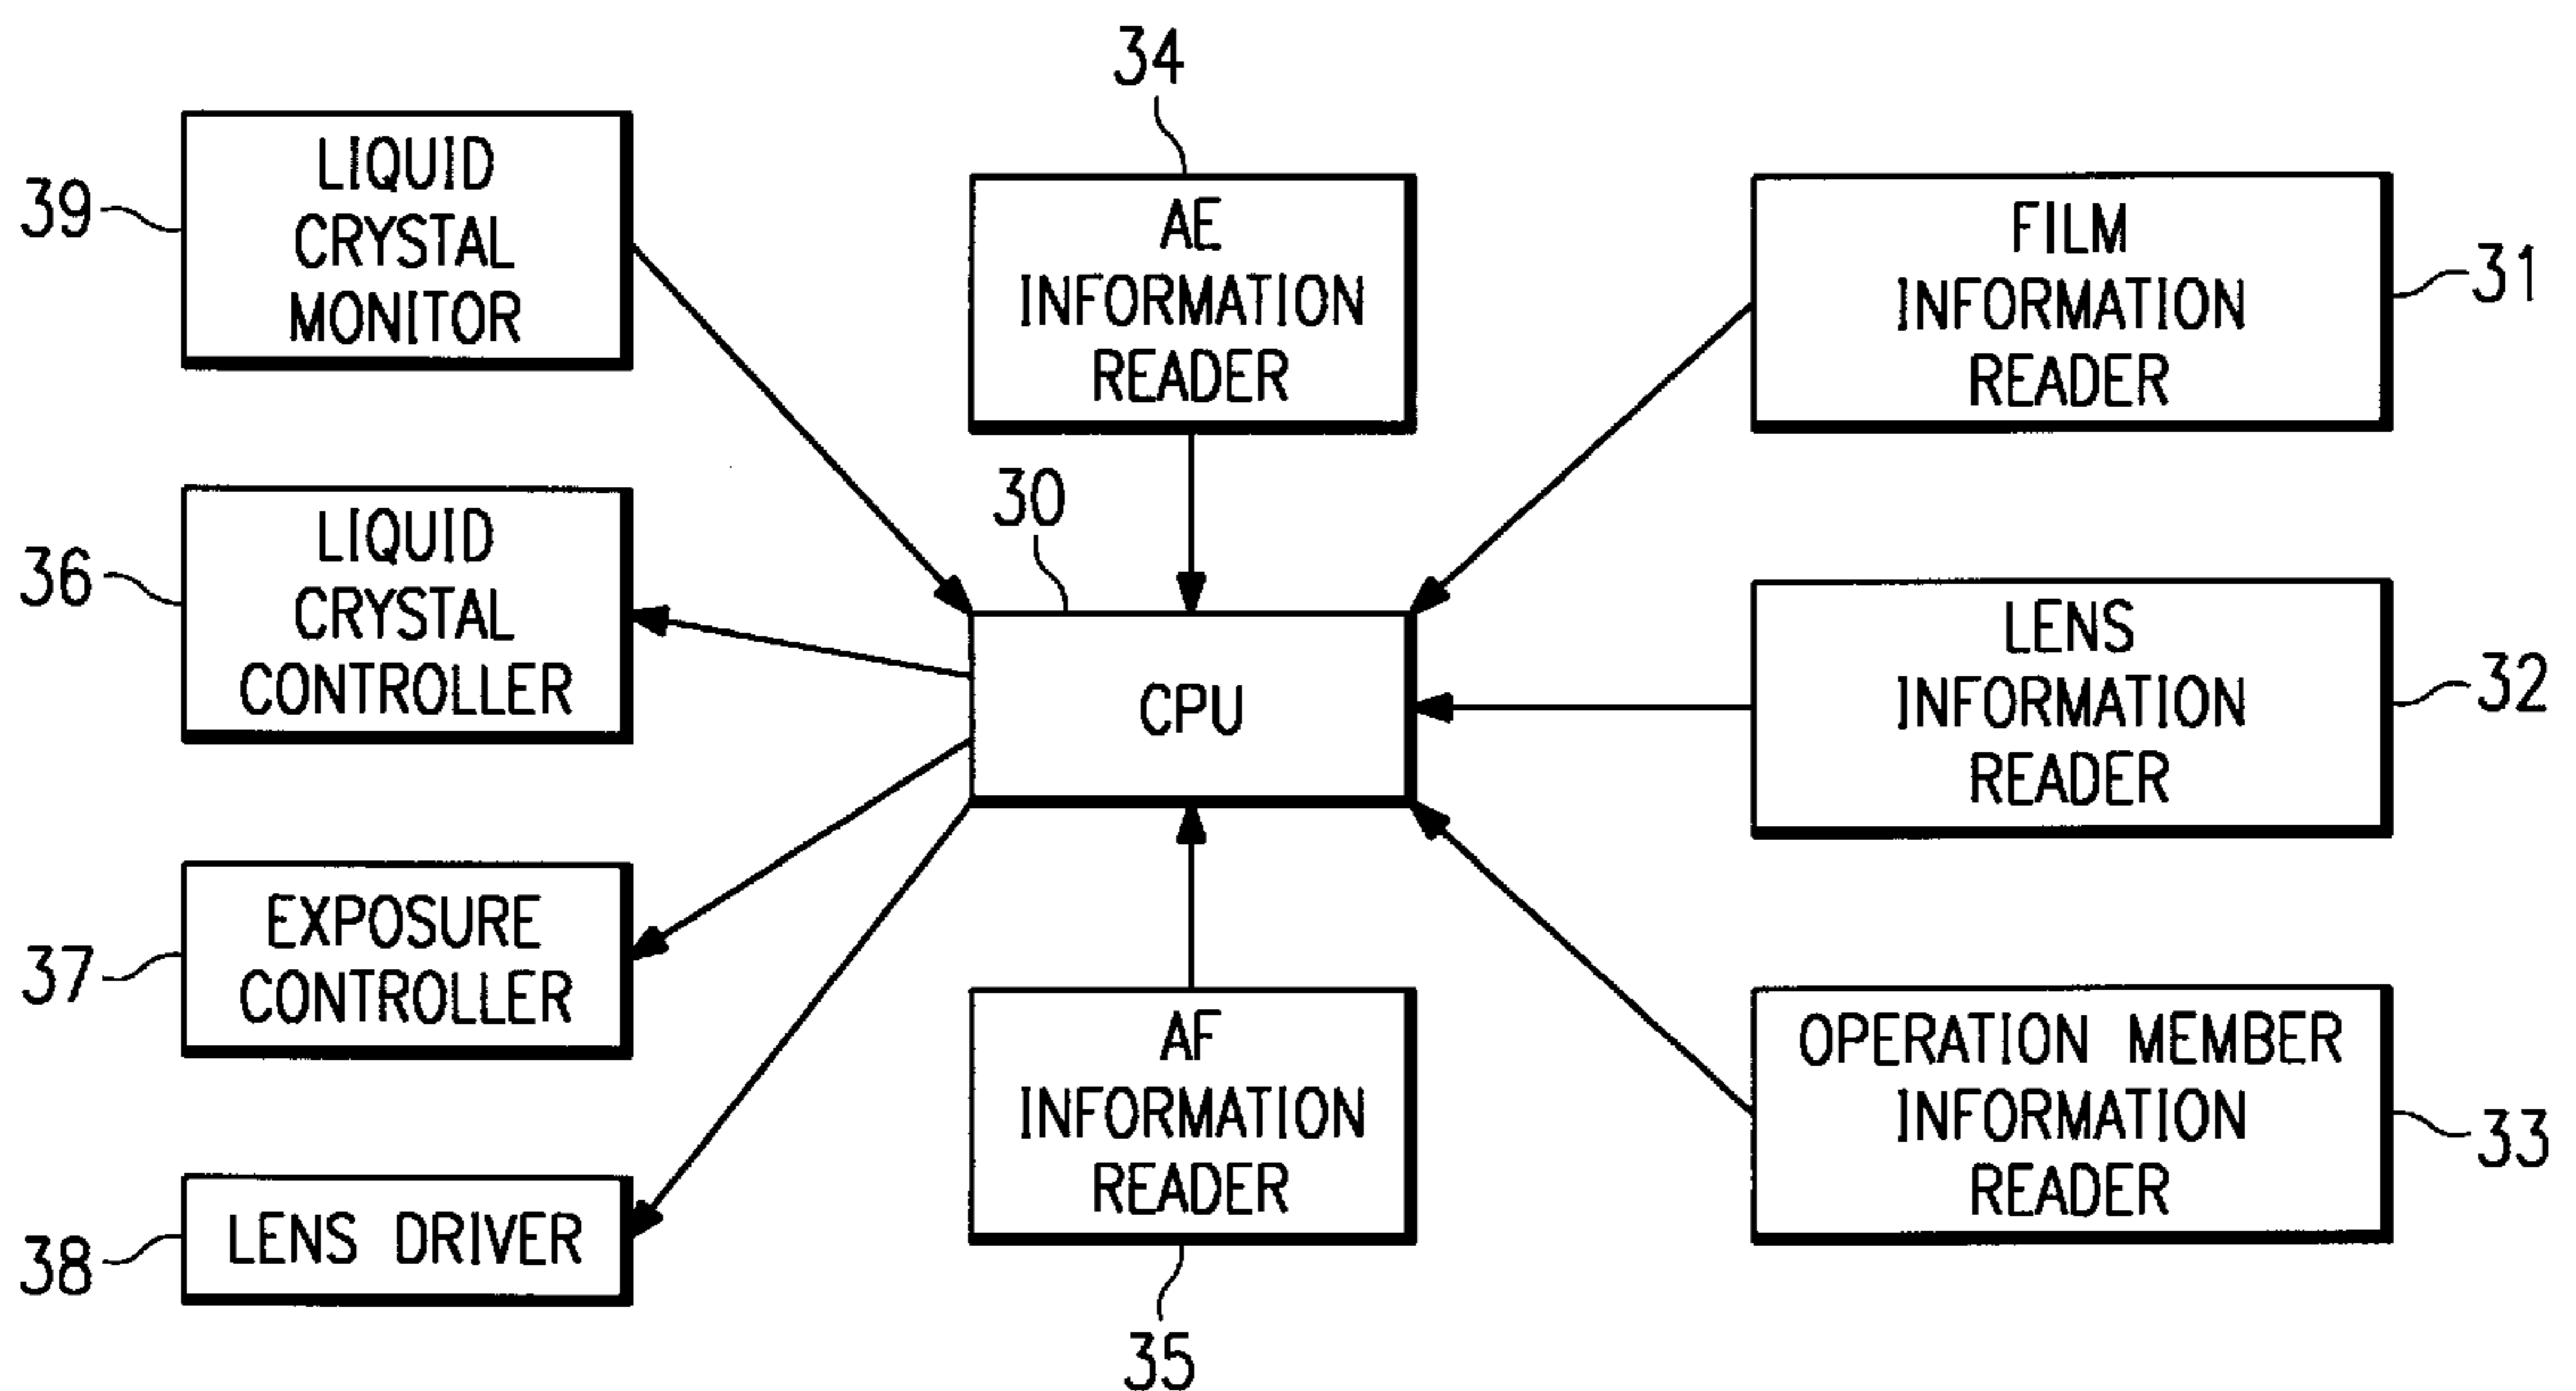 34
39
LIQUID
CRYSTAL
MONITOR
AE
INFORMATION
READER
FILM
INFORMATION
READER
31
36
LIQUID
CRYSTAL
CONTROLLER
30
CPU
LENS
INFORMATION
READER
32
37
EXPOSURE
CONTROLLER
AF
INFORMATION
READER
OPERATION MEMBER
INFORMATION
READER
33
38
LENS DRIVER
35